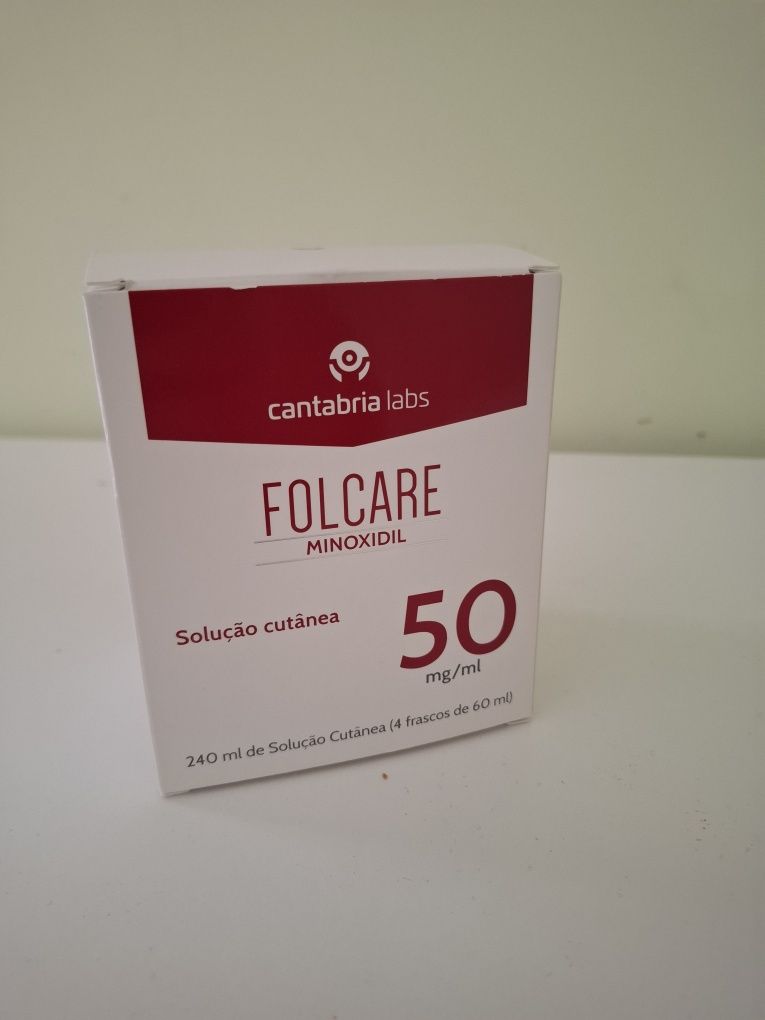 cantabria labs
FOLCARE
MINOXIDIL
Solução cutânea
50
mg/ml
240 ml de Solução Cutânea (4 frascos de 60 ml)